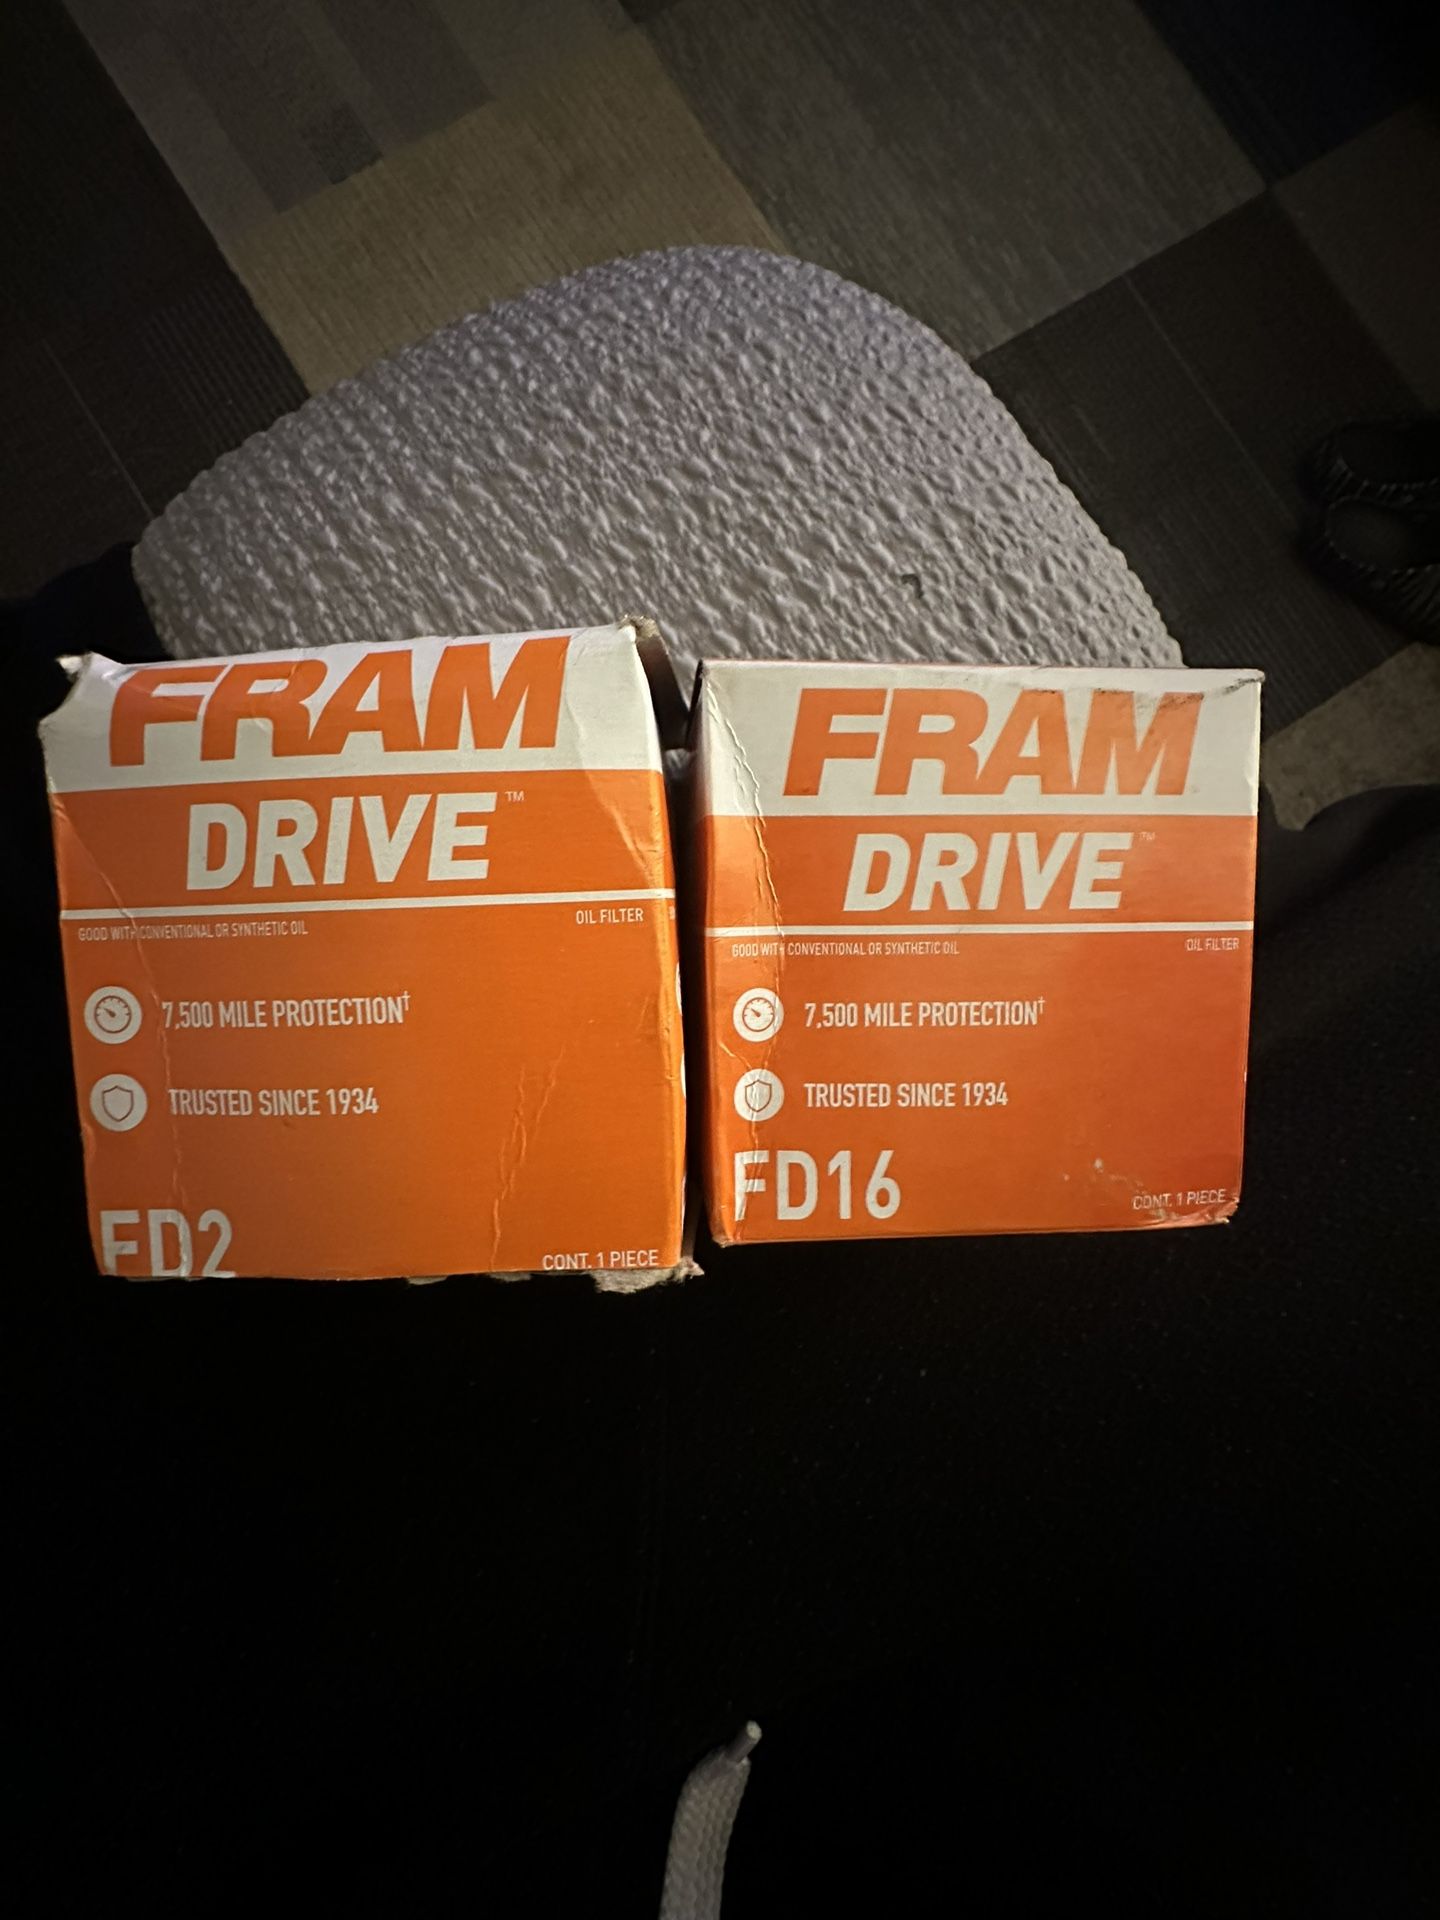 FRAM
DRIVE™
GOOD WITH CONVENTIONAL OR SYNTHETIC OIL
OIL FILTER
7,500 MILE PROTECTION†
TRUSTED SINCE 1934
FD2
CONT. 1 PIECE
FRAM
DRIVE™
GOOD WITH CONVENTIONAL OR SYNTHETIC OIL
OIL FILTER
7,500 MILE PROTECTION†
TRUSTED SINCE 1934
FD16
CONT. 1 PIECE